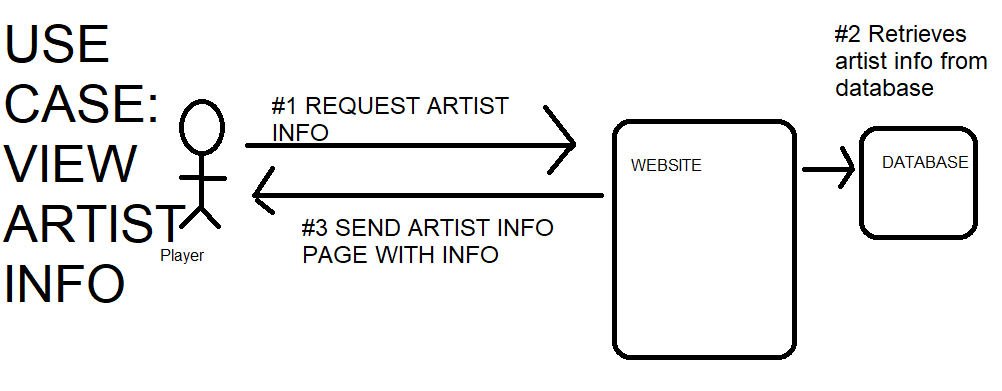 USE
CASE:
VIEW
ARTIST
INFO
Player
#1 REQUEST ARTIST
INFO
#3 SEND ARTIST INFO
PAGE WITH INFO
WEBSITE
#2 Retrieves
artist info from
database
DATABASE